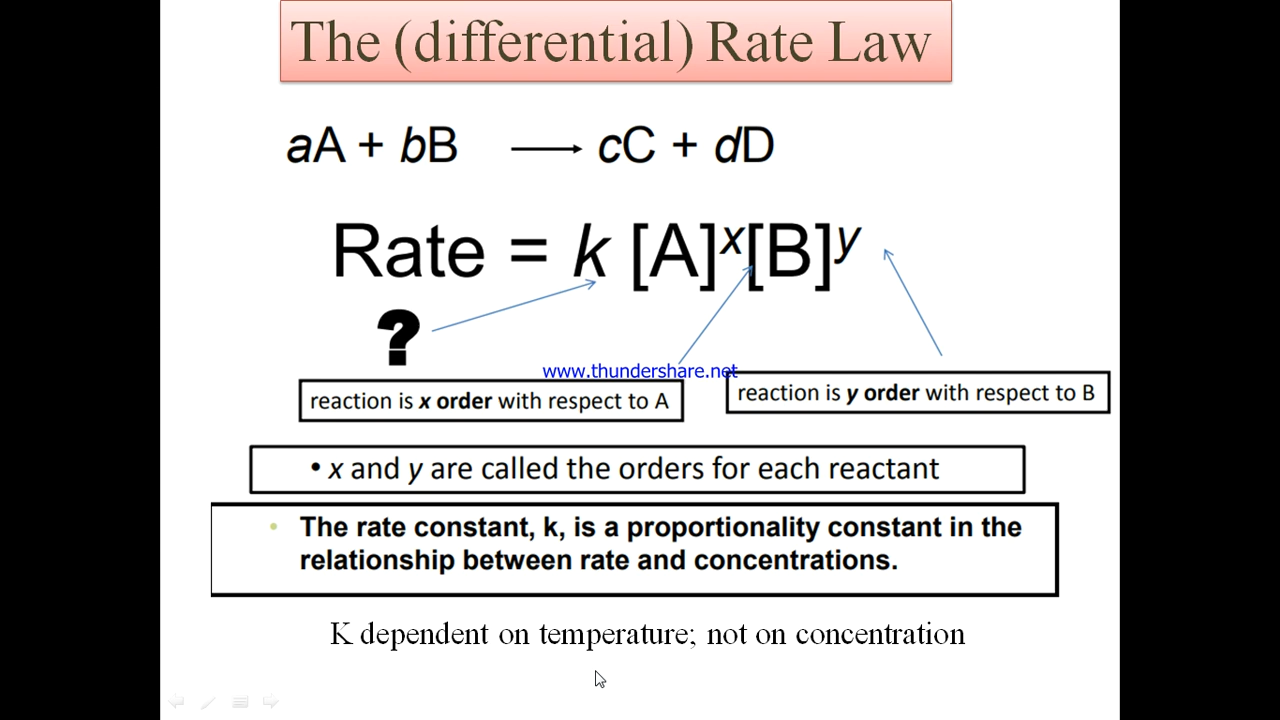 The (differential) Rate Law
aA + bB ⟶ cC + dD
Rate = k [A]ˣ[B]ʸ
?
www.thundershare.net
reaction is x order with respect to A
reaction is y order with respect to B
• x and y are called the orders for each reactant
• The rate constant, k, is a proportionality constant in the
relationship between rate and concentrations.
K dependent on temperature; not on concentration